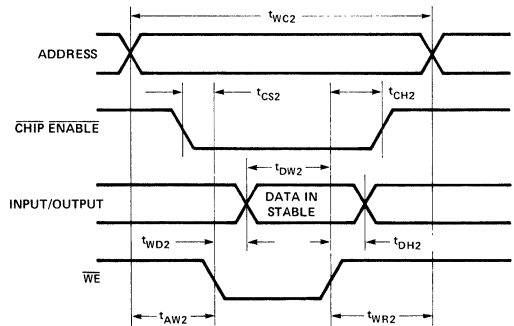 tWC2
ADDRESS
tCS2
tCH2
CHIP ENABLE
tDW2
INPUT/OUTPUT
DATA IN
STABLE
tWD2
tDH2
WE
tAW2
tWR2